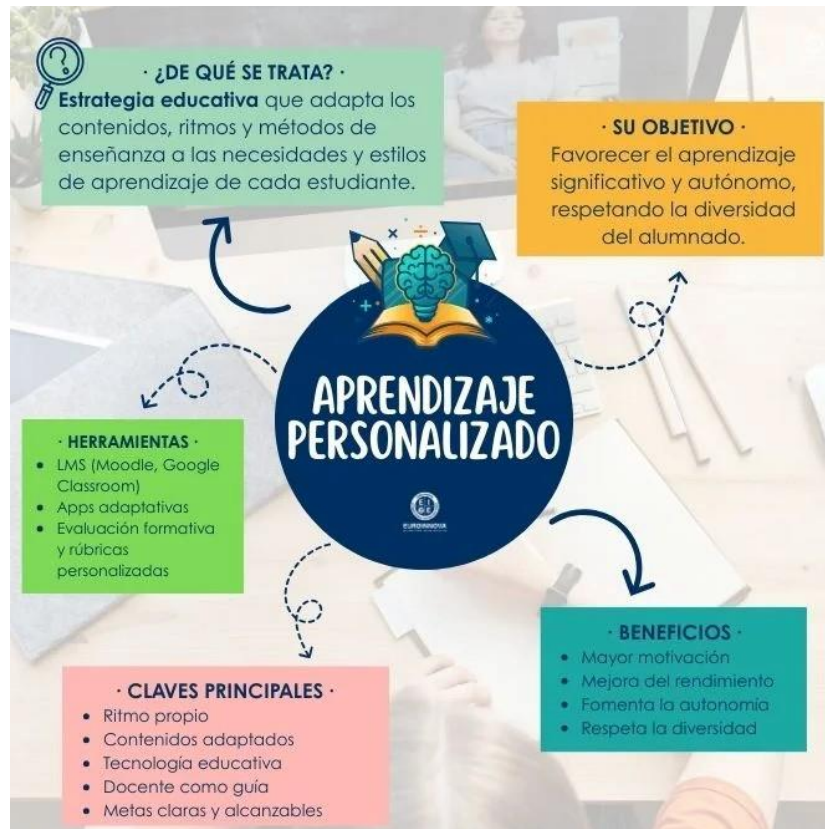 · ¿DE QUÉ SE TRATA? ·
Estrategia educativa que adapta los
contenidos, ritmos y métodos de
enseñanza a las necesidades y estilos
de aprendizaje de cada estudiante.
· SU OBJETIVO ·
Favorecer el aprendizaje
significativo y autónomo,
respetando la diversidad
del alumnado.
APRENDIZAJE
PERSONALIZADO
EUROINNOVA
· HERRAMIENTAS ·
• LMS (Moodle, Google
Classroom)
• Apps adaptativas
• Evaluación formativa
y rúbricas
personalizadas
· BENEFICIOS ·
• Mayor motivación
• Mejora del rendimiento
• Fomenta la autonomía
• Respeta la diversidad
· CLAVES PRINCIPALES ·
• Ritmo propio
• Contenidos adaptados
• Tecnología educativa
• Docente como guía
• Metas claras y alcanzables